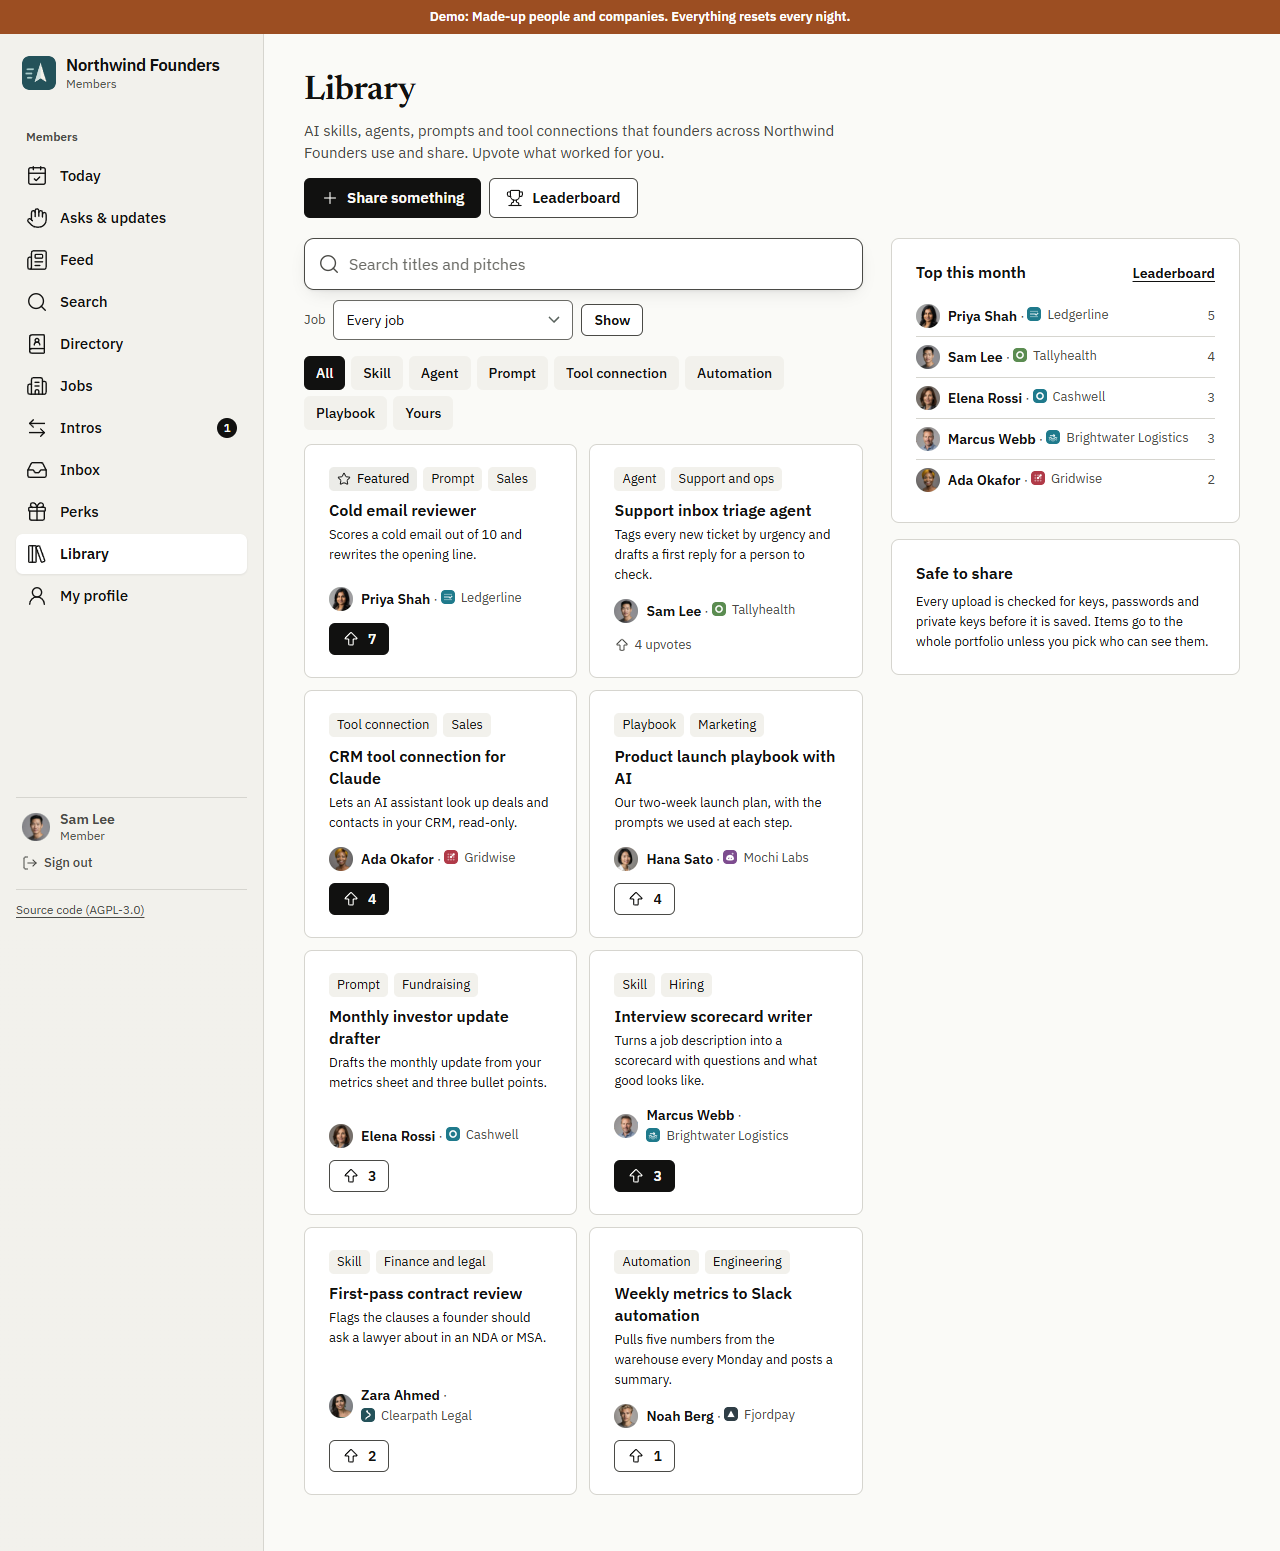 Demo: Made-up people and companies. Everything resets every night.
Northwind Founders
Members
Members
Today
Asks & updates
Feed
Search
Directory
Jobs
Intros
1
Inbox
Perks
Library
My profile
Sam Lee
Member
Sign out
Source code (AGPL-3.0)
Library
AI skills, agents, prompts and tool connections that founders across Northwind
Founders use and share. Upvote what worked for you.
Share something
Leaderboard
Search titles and pitches
Job
Every job
Show
All
Skill
Agent
Prompt
Tool connection
Automation
Playbook
Yours
Featured
Prompt
Sales
Cold email reviewer
Scores a cold email out of 10 and
rewrites the opening line.
Priya Shah · Ledgerline
7
Agent
Support and ops
Support inbox triage agent
Tags every new ticket by urgency and
drafts a first reply for a person to
check.
Sam Lee · Tallyhealth
4 upvotes
Tool connection
Sales
CRM tool connection for
Claude
Lets an AI assistant look up deals and
contacts in your CRM, read-only.
Ada Okafor · Gridwise
4
Playbook
Marketing
Product launch playbook with
AI
Our two-week launch plan, with the
prompts we used at each step.
Hana Sato · Mochi Labs
4
Prompt
Fundraising
Monthly investor update
drafter
Drafts the monthly update from your
metrics sheet and three bullet points.
Elena Rossi · Cashwell
3
Skill
Hiring
Interview scorecard writer
Turns a job description into a
scorecard with questions and what
good looks like.
Marcus Webb ·
Brightwater Logistics
3
Skill
Finance and legal
First-pass contract review
Flags the clauses a founder should
ask a lawyer about in an NDA or MSA.
Zara Ahmed ·
Clearpath Legal
2
Automation
Engineering
Weekly metrics to Slack
automation
Pulls five numbers from the
warehouse every Monday and posts a
summary.
Noah Berg · Fjordpay
1
Top this month
Leaderboard
Priya Shah · Ledgerline 5
Sam Lee · Tallyhealth 4
Elena Rossi · Cashwell 3
Marcus Webb · Brightwater Logistics 3
Ada Okafor · Gridwise 2
Safe to share
Every upload is checked for keys, passwords and
private keys before it is saved. Items go to the
whole portfolio unless you pick who can see them.